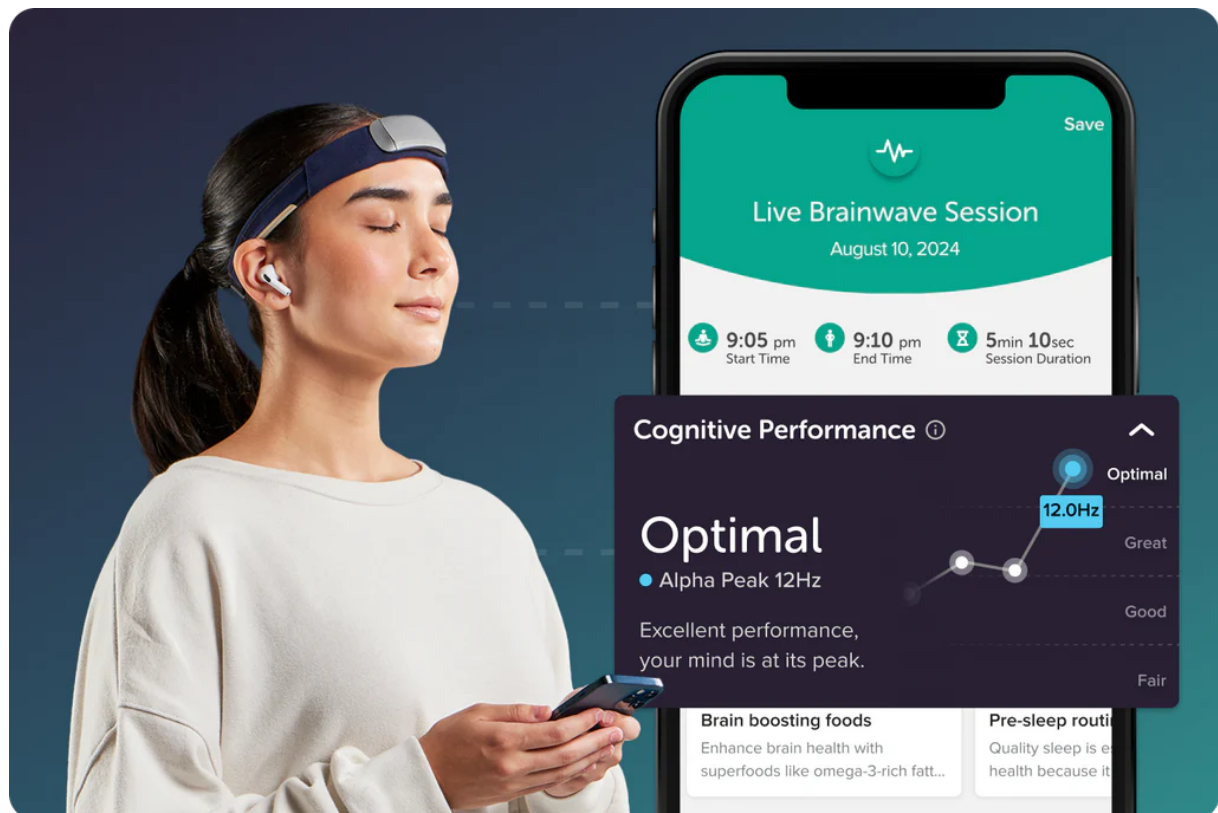 Save
Live Brainwave Session
August 10, 2024
9:05 pm
Start Time
9:10 pm
End Time
5min 10sec
Session Duration
Cognitive Performance
Optimal
12.0Hz
Great
Optimal
Alpha Peak 12Hz
Good
Excellent performance,
your mind is at its peak.
Fair
Brain boosting foods
Enhance brain health with
superfoods like omega-3-rich fatt...
Pre-sleep routi
Quality sleep is e
health because it